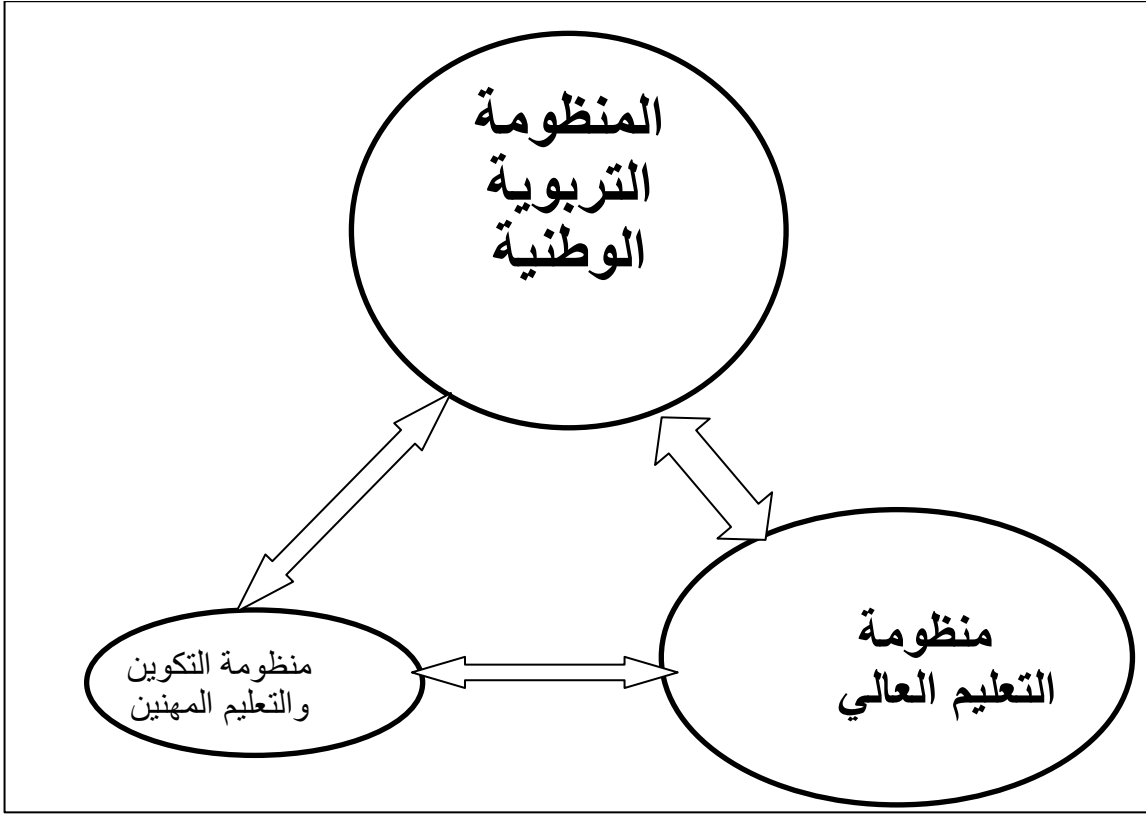 المنظومة
التربوية
الوطنية
منظومة
التعليم العالي
منظومة التكوين
والتعليم المهنين